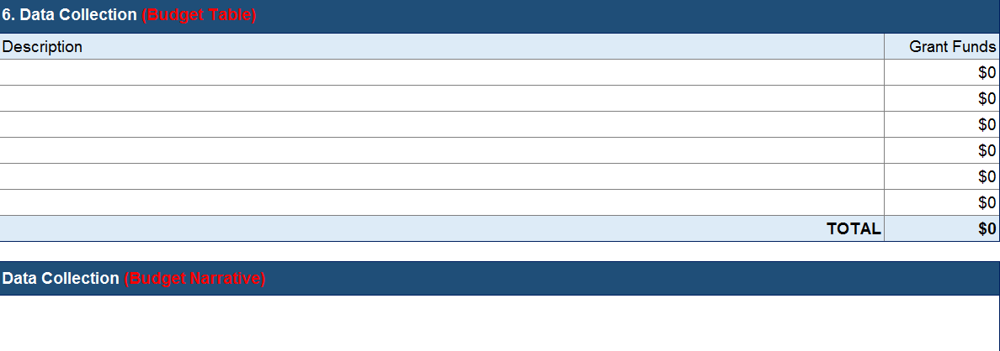 6. Data Collection (Budget Table)
Description Grant Funds
$0
$0
$0
$0
$0
$0
TOTAL $0
Data Collection (Budget Narrative)